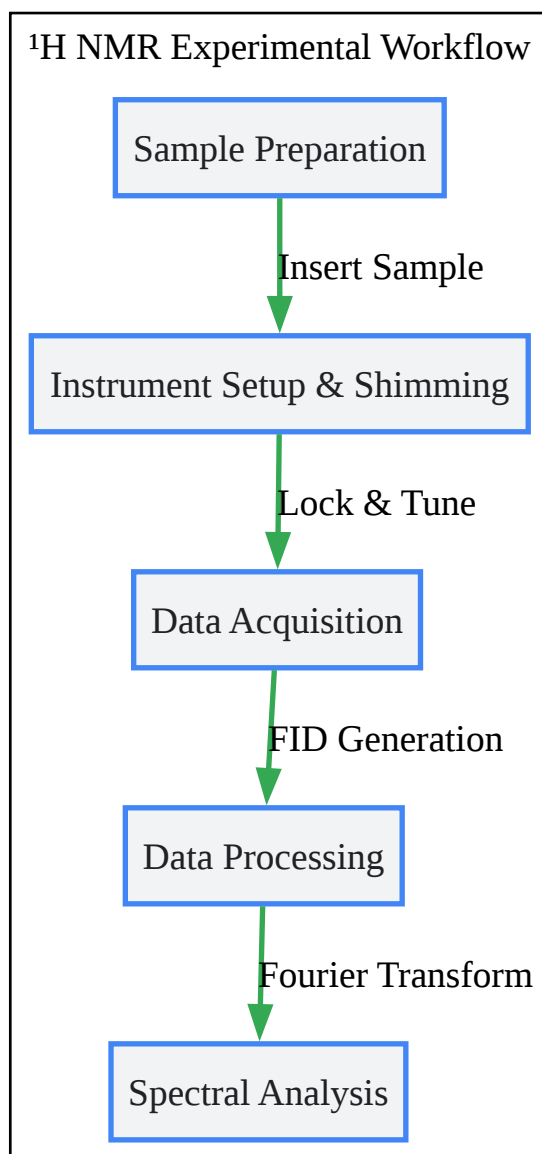 ¹H NMR Experimental Workflow
Sample Preparation
Insert Sample
Instrument Setup & Shimming
Lock & Tune
Data Acquisition
FID Generation
Data Processing
Fourier Transform
Spectral Analysis